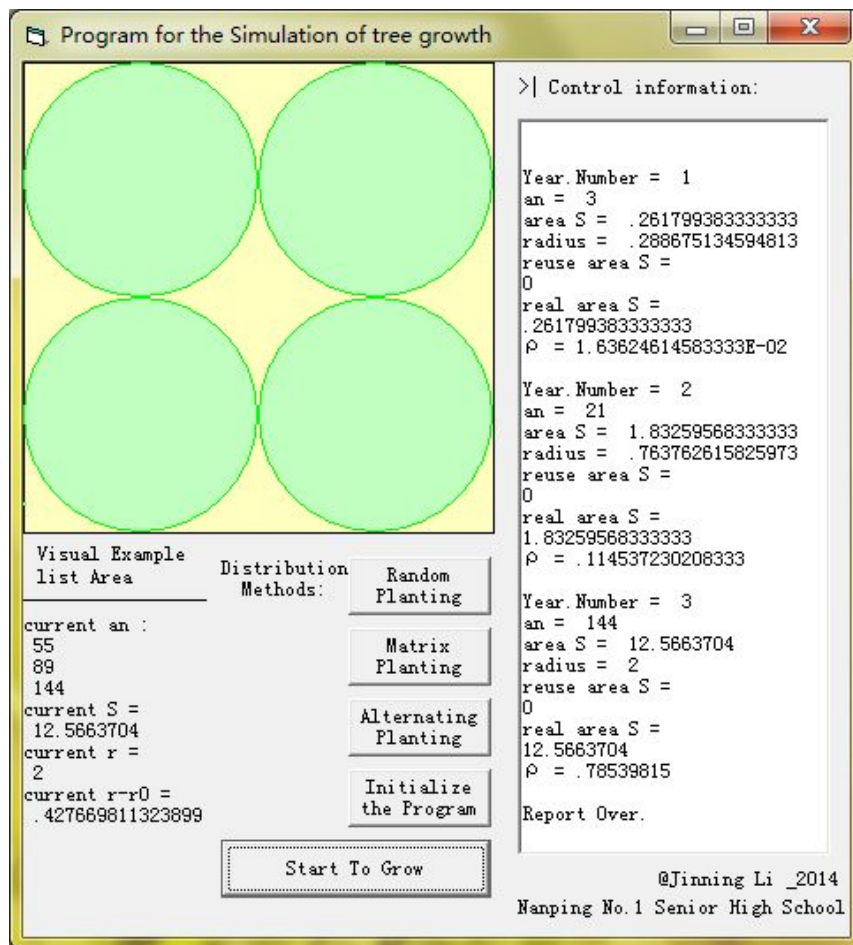 Program for the Simulation of tree growth
>| Control information:
Year.Number =  1
an =  3
area S =  .261799383333333
radius =  .288675134594813
reuse area S =
0
real area S =
.261799383333333
ρ = 1.63624614583333E-02
Year.Number =  2
an =  21
area S =  1.83259568333333
radius =  .763762615825973
reuse area S =
0
real area S =
1.83259568333333
ρ = .114537230208333
Year.Number =  3
an =  144
area S =  12.5663704
radius =  2
reuse area S =
0
real area S =
12.5663704
ρ = .78539815
Report Over.
Visual Example
list Area
current an :
55
89
144
current S =
12.5663704
current r =
2
current r-r0 =
.427669811323899
Distribution
Methods:
Random
Planting
Matrix
Planting
Alternating
Planting
Initialize
the Program
Start To Grow
@Jinning Li _2014
Nanping No.1 Senior High School